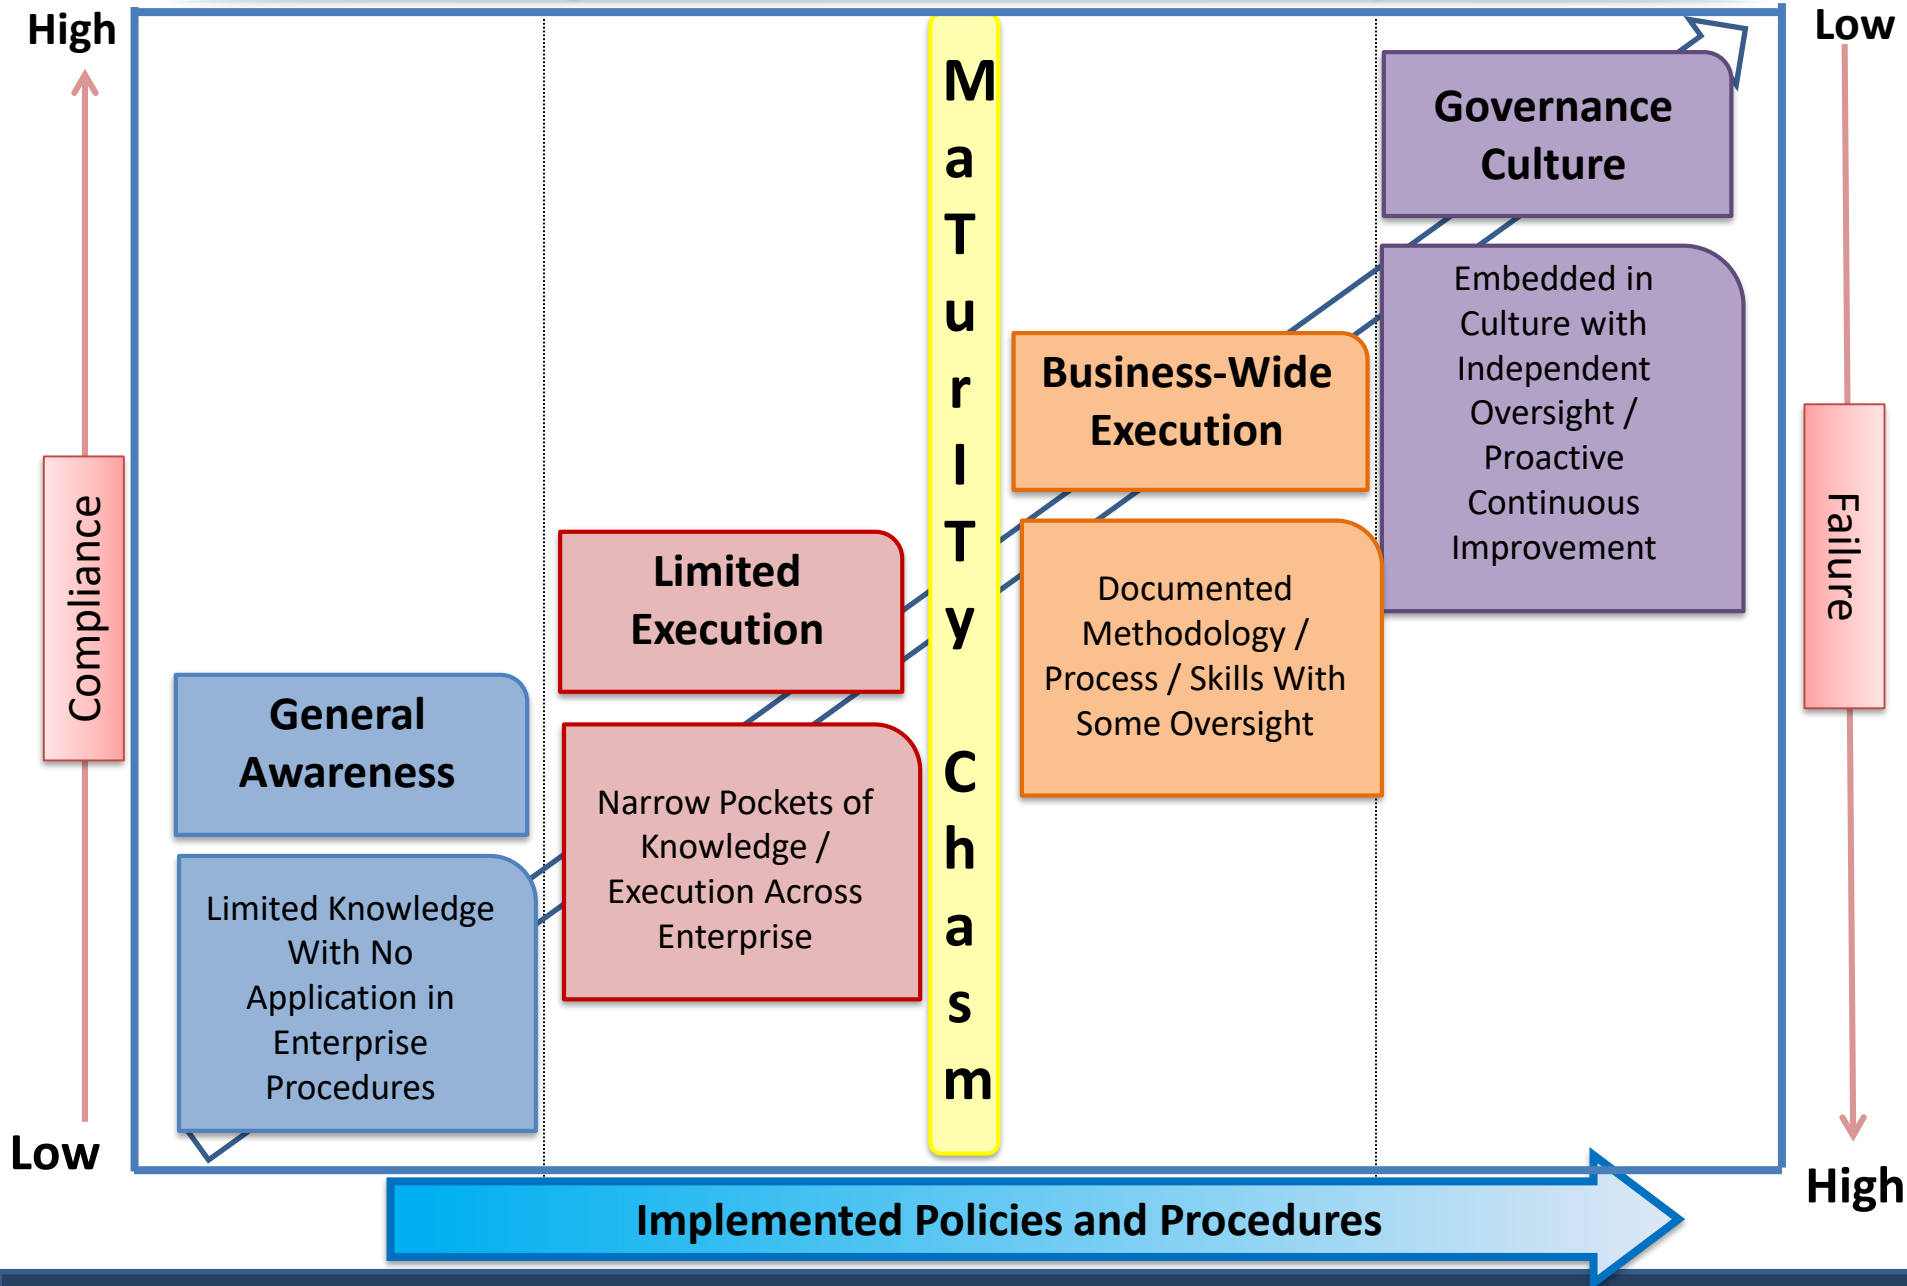 High
Low
Compliance
Low
General
Awareness
Limited Knowledge
With No
Application in
Enterprise
Procedures
Limited
Execution
Narrow Pockets of
Knowledge /
Execution Across
Enterprise
MaTurITy Chasm
Business-Wide
Execution
Documented
Methodology /
Process / Skills With
Some Oversight
Governance
Culture
Embedded in
Culture with
Independent
Oversight /
Proactive
Continuous
Improvement
Failure
High
Implemented Policies and Procedures